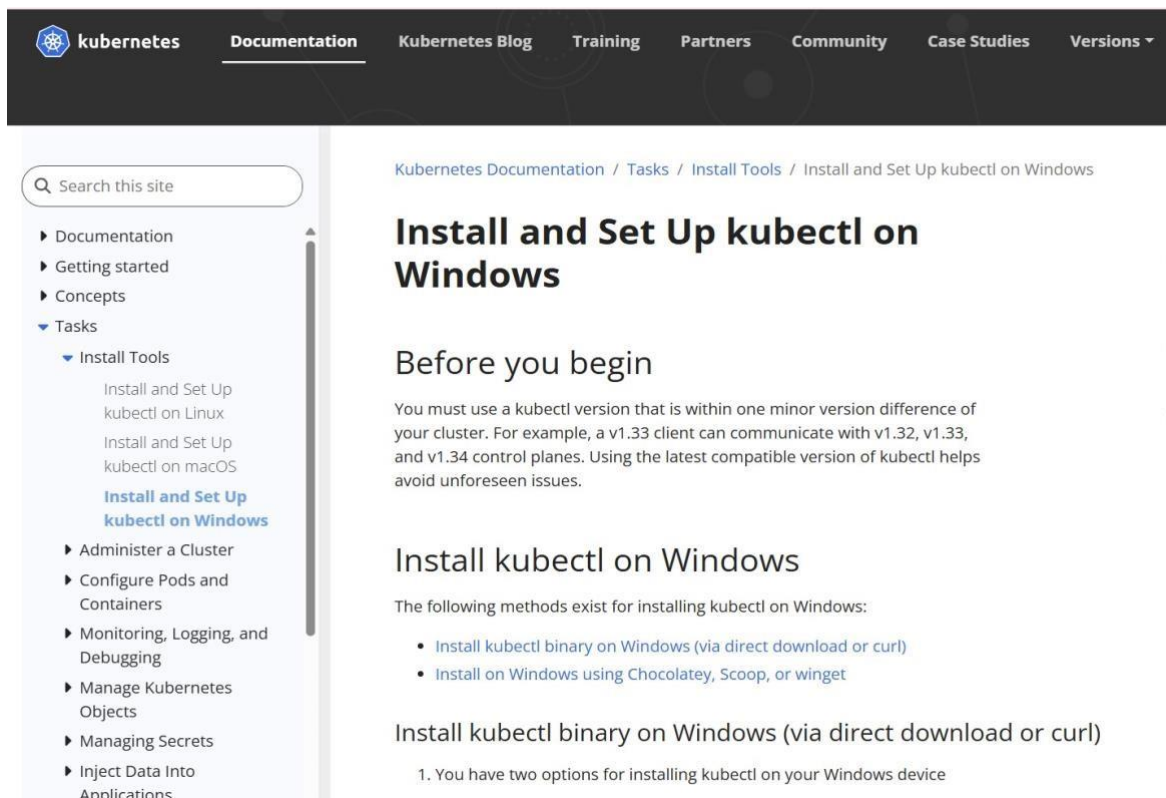 kubernetes
Documentation
Kubernetes Blog
Training
Partners
Community
Case Studies
Versions
Search this site
Documentation
Getting started
Concepts
Tasks
Install Tools
Install and Set Up
kubectl on Linux
Install and Set Up
kubectl on macOS
Install and Set Up
kubectl on Windows
Administer a Cluster
Configure Pods and
Containers
Monitoring, Logging, and
Debugging
Manage Kubernetes
Objects
Managing Secrets
Inject Data Into
Applications
Kubernetes Documentation / Tasks / Install Tools / Install and Set Up kubectl on Windows
Install and Set Up kubectl on
Windows
Before you begin
You must use a kubectl version that is within one minor version difference of
your cluster. For example, a v1.33 client can communicate with v1.32, v1.33,
and v1.34 control planes. Using the latest compatible version of kubectl helps
avoid unforeseen issues.
Install kubectl on Windows
The following methods exist for installing kubectl on Windows:
• Install kubectl binary on Windows (via direct download or curl)
• Install on Windows using Chocolatey, Scoop, or winget
Install kubectl binary on Windows (via direct download or curl)
1. You have two options for installing kubectl on your Windows device